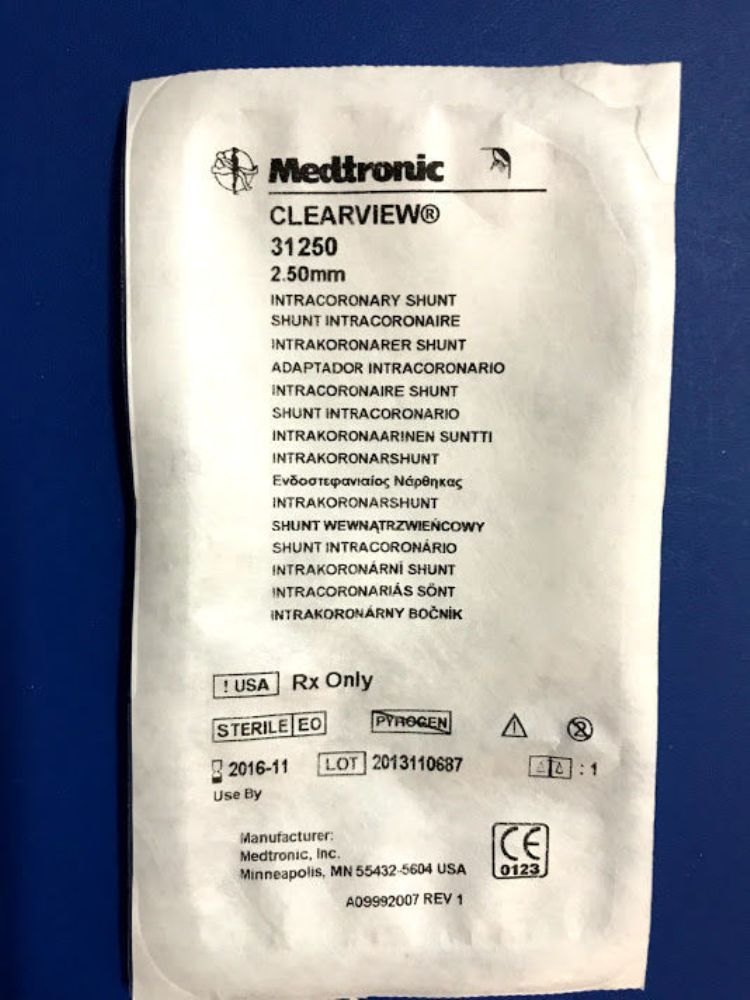 Medtronic
CLEARVIEW®
31250
2.50mm
INTRACORONARY SHUNT
SHUNT INTRACORONAIRE
INTRAKORONARER SHUNT
ADAPTADOR INTRACORONARIO
INTRACORONAIRE SHUNT
SHUNT INTRACORONARIO
INTRAKORONAARINEN SUNTTI
INTRAKORONARSHUNT
Ενδοστεφανιαίος Νάρθηκας
INTRAKORONARSHUNT
SHUNT WEWNĄTRZWIEŃCOWY
SHUNT INTRACORONÁRIO
INTRAKORONÁRNÍ SHUNT
INTRACORONARIÁS SÖNT
INTRAKORONÁRNY BOČNÍK
! USA Rx Only
STERILE EO PYROGEN 2
2016-11 LOT 2013110687 : 1
Use By
Manufacturer:
Medtronic, Inc.
Minneapolis, MN 55432-5604 USA
CE
0123
A09992007 REV 1